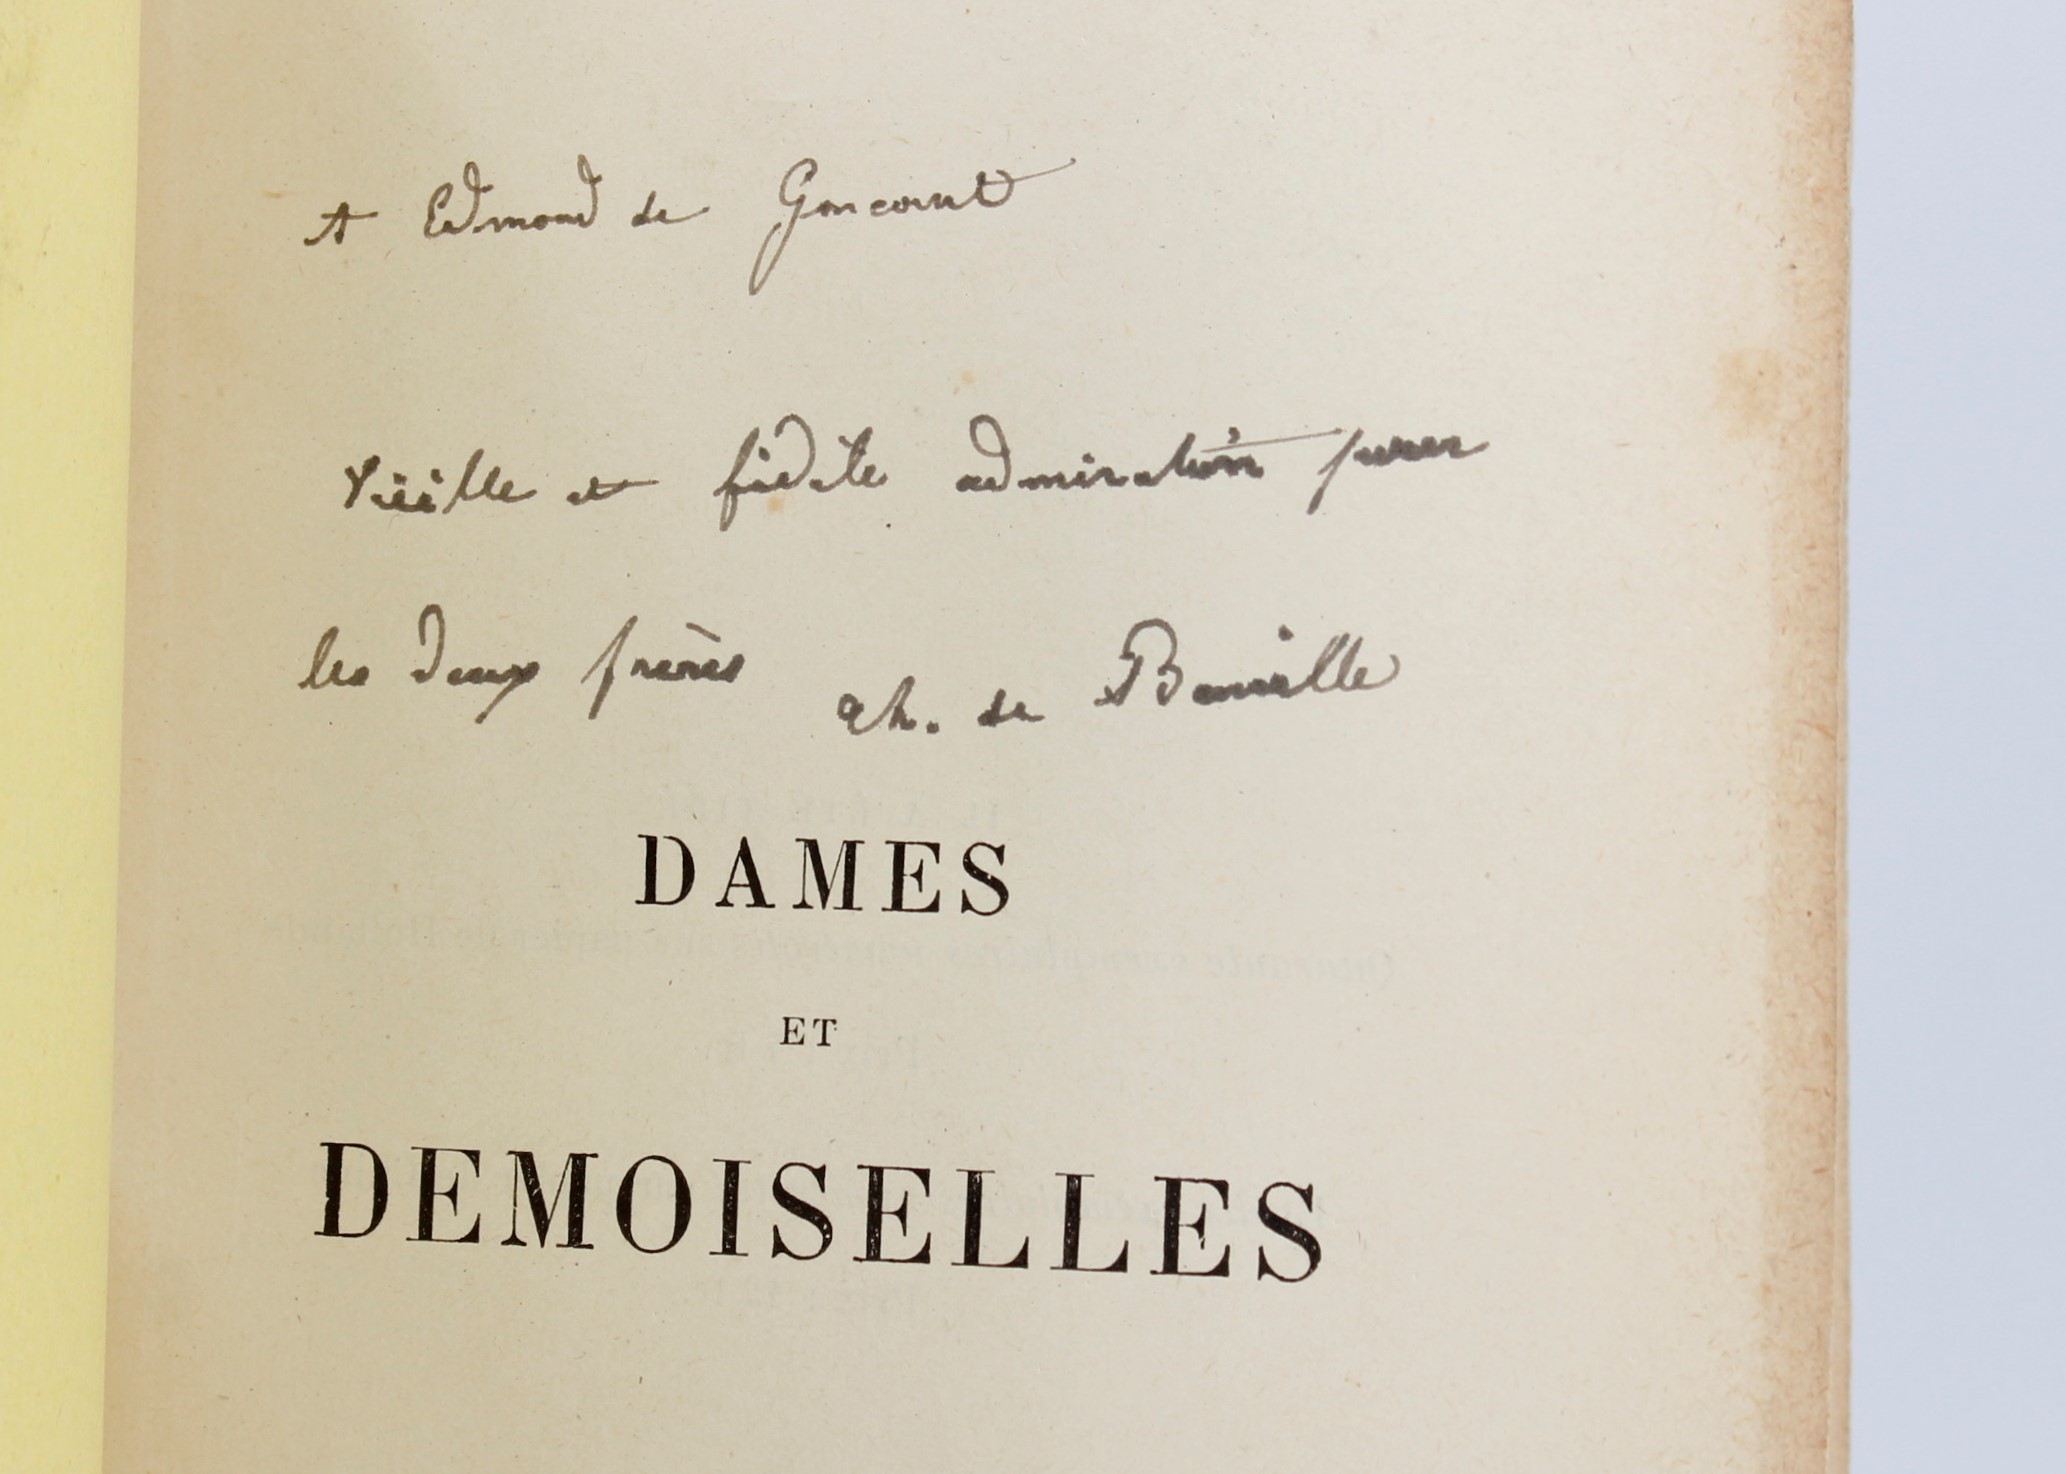 A Edmond de Goncourt
vieille et fidèle admiration pour
les deux frères
Th. de Banville
DAMES
ET
DEMOISELLES